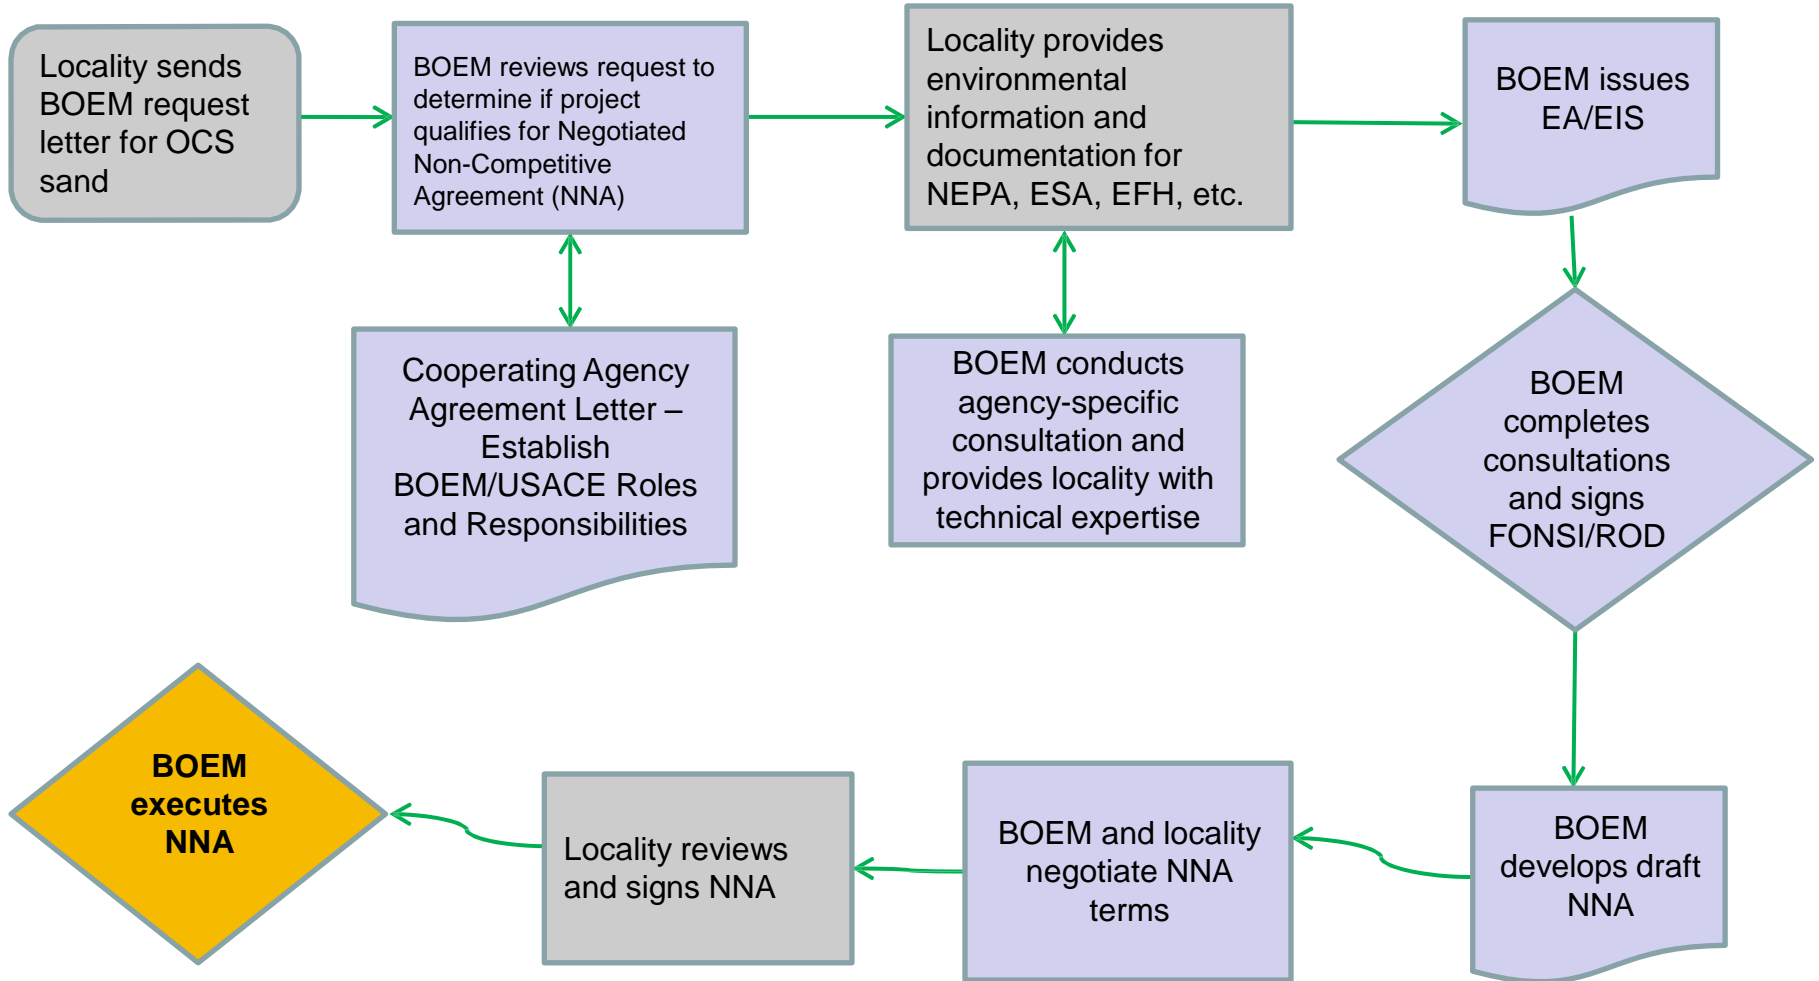 Locality sends
BOEM request
letter for OCS
sand
BOEM reviews request to
determine if project
qualifies for Negotiated
Non-Competitive
Agreement (NNA)
Locality provides
environmental
information and
documentation for
NEPA, ESA, EFH, etc.
BOEM issues
EA/EIS
Cooperating Agency
Agreement Letter –
Establish
BOEM/USACE Roles
and Responsibilities
BOEM conducts
agency-specific
consultation and
provides locality with
technical expertise
BOEM
completes
consultations
and signs
FONSI/ROD
BOEM
executes
NNA
Locality reviews
and signs NNA
BOEM and locality
negotiate NNA
terms
BOEM
develops draft
NNA